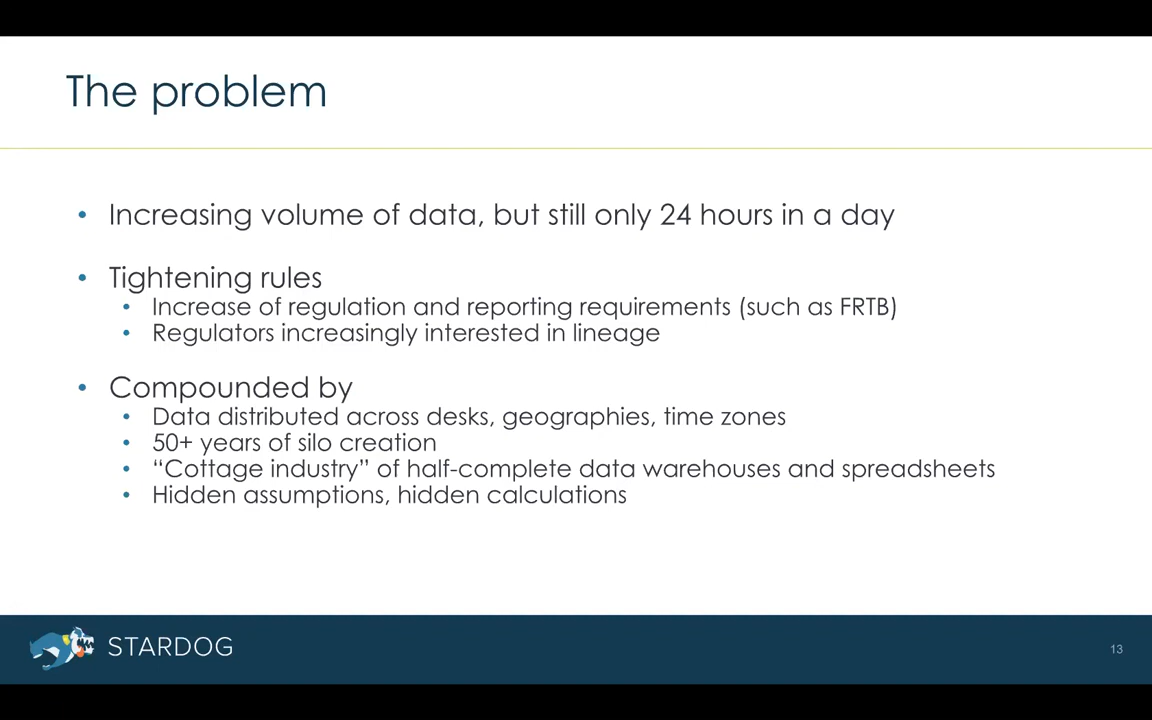 The problem
• Increasing volume of data, but still only 24 hours in a day
• Tightening rules
• Increase of regulation and reporting requirements (such as FRTB)
• Regulators increasingly interested in lineage
• Compounded by
• Data distributed across desks, geographies, time zones
• 50+ years of silo creation
• “Cottage industry” of half-complete data warehouses and spreadsheets
• Hidden assumptions, hidden calculations
STARDOG
13